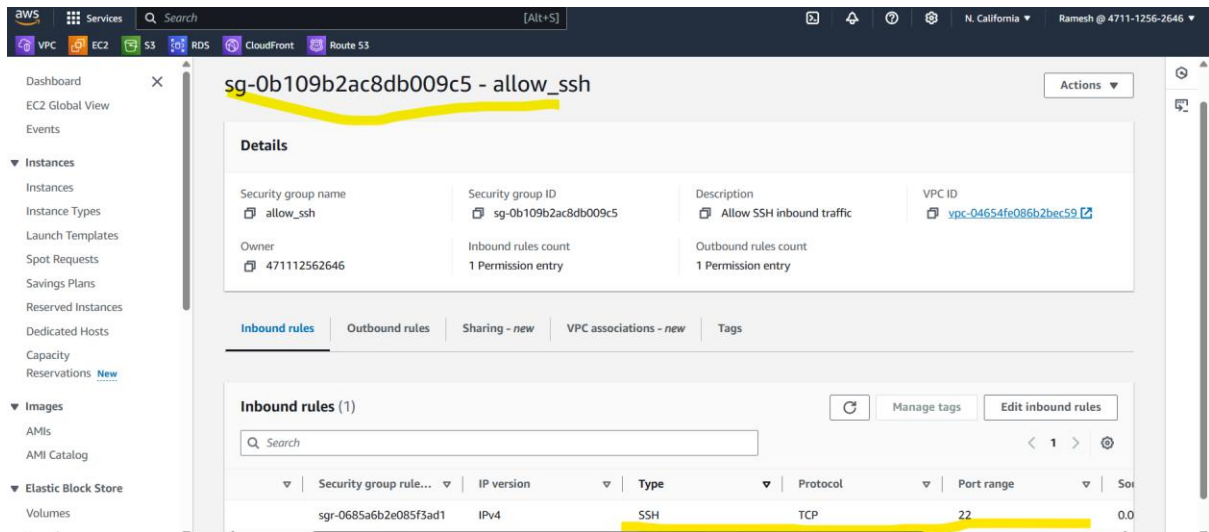 aws Services Search [Alt+S] N. California ▼ Ramesh @ 4711-1256-2646 ▼
VPC EC2 S3 RDS CloudFront Route 53
Dashboard
EC2 Global View
Events
Instances
Instances
Instance Types
Launch Templates
Spot Requests
Savings Plans
Reserved Instances
Dedicated Hosts
Capacity
Reservations New
Images
AMIs
AMI Catalog
Elastic Block Store
Volumes
sg-0b109b2ac8db009c5 - allow_ssh
Actions ▼
Details
Security group name Security group ID Description VPC ID
allow_ssh sg-0b109b2ac8db009c5 Allow SSH inbound traffic vpc-04654fe086b2bec59
Owner Inbound rules count Outbound rules count
471112562646 1 Permission entry 1 Permission entry
Inbound rules Outbound rules Sharing - new VPC associations - new Tags
Inbound rules (1) Manage tags Edit inbound rules
Search < 1 >
Security group rule... IP version Type Protocol Port range
sgr-0685a6b2e085f3ad1 IPv4 SSH TCP 22 0.0